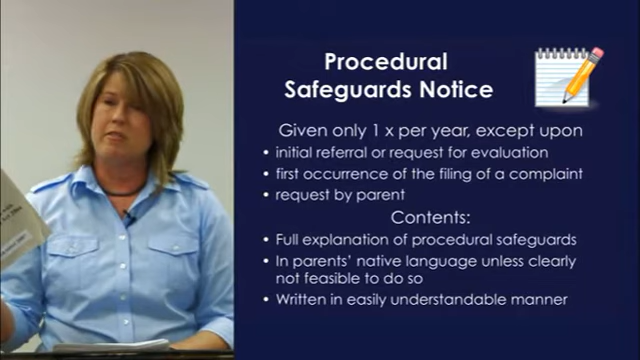 Procedural
Safeguards Notice
Given only 1 x per year, except upon
• initial referral or request for evaluation
• first occurrence of the filing of a complaint
• request by parent
Contents:
• Full explanation of procedural safeguards
• In parents' native language unless clearly
not feasible to do so
• Written in easily understandable manner